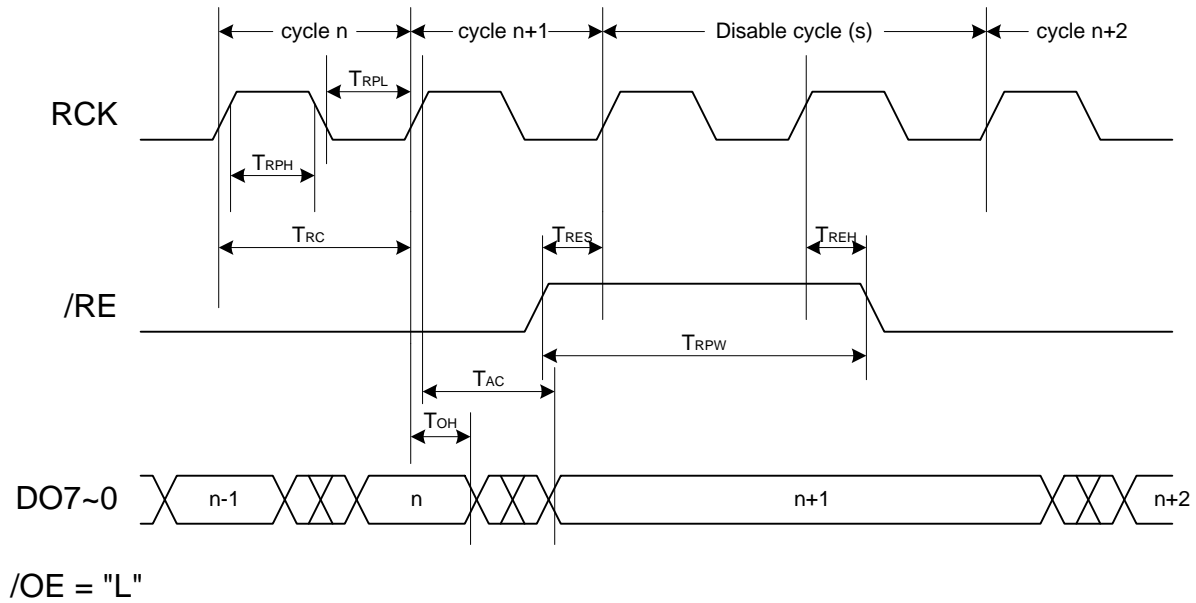 cycle n
cycle n+1
Disable cycle (s)
cycle n+2
TRPL
RCK
TRPH
TRC
TRES
TREH
/RE
TRPW
TAC
TOH
DO7~0
n-1
n
n+1
n+2
/OE = "L"